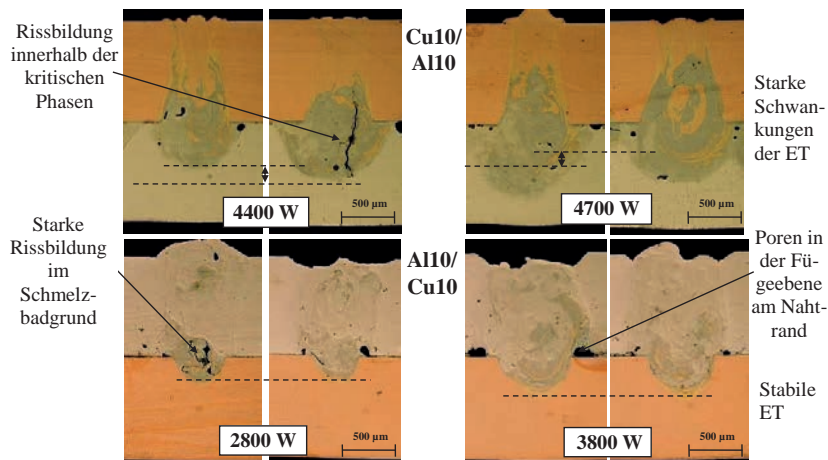 Rissbildung
innerhalb der
kritischen
Phasen
Cu10/
Al10
Starke
Schwan-
kungen
der ET
4400 W
500 µm
4700 W
500 µm
Starke
Rissbildung
im
Schmelz-
badgrund
Al10/
Cu10
Poren in
der Fü-
geebene
am Naht-
rand
Stabile
ET
2800 W
500 µm
3800 W
500 µm